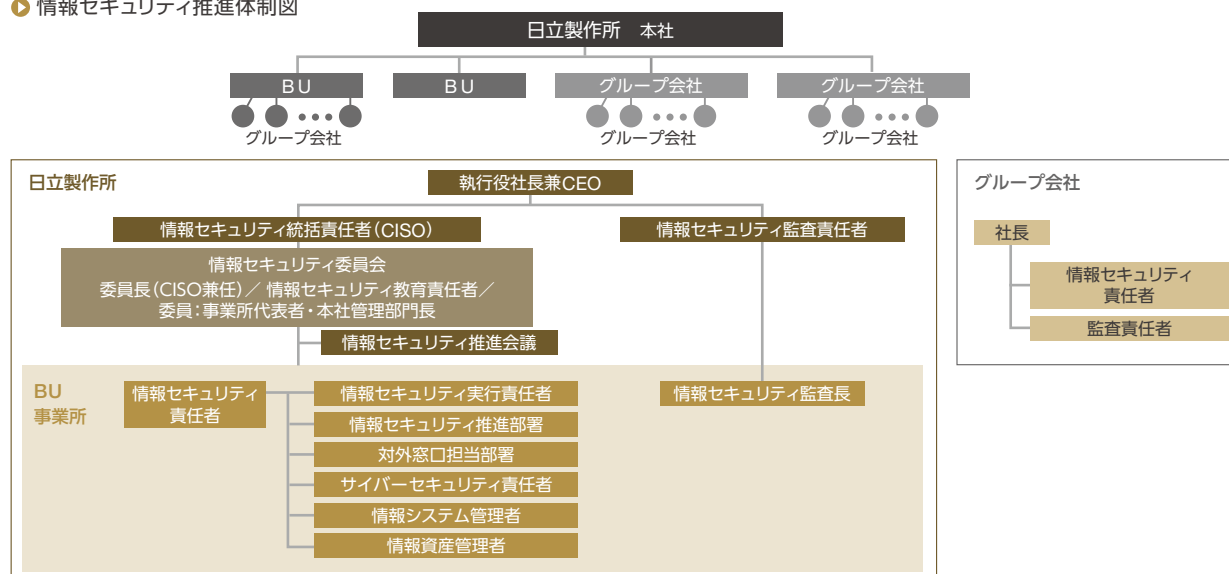 情報セキュリティ推進体制図
日立製作所 本社
BU
BU
グループ会社
グループ会社
グループ会社
グループ会社
グループ会社
日立製作所
執行役社長兼CEO
情報セキュリティ統括責任者(CISO)
情報セキュリティ監査責任者
情報セキュリティ委員会
委員長(CISO兼任)/ 情報セキュリティ教育責任者/
委員:事業所代表者・本社管理部門長
情報セキュリティ推進会議
BU
事業所
情報セキュリティ
責任者
情報セキュリティ実行責任者
情報セキュリティ推進部署
対外窓口担当部署
サイバーセキュリティ責任者
情報システム管理者
情報資産管理者
情報セキュリティ監査長
グループ会社
社長
情報セキュリティ
責任者
監査責任者